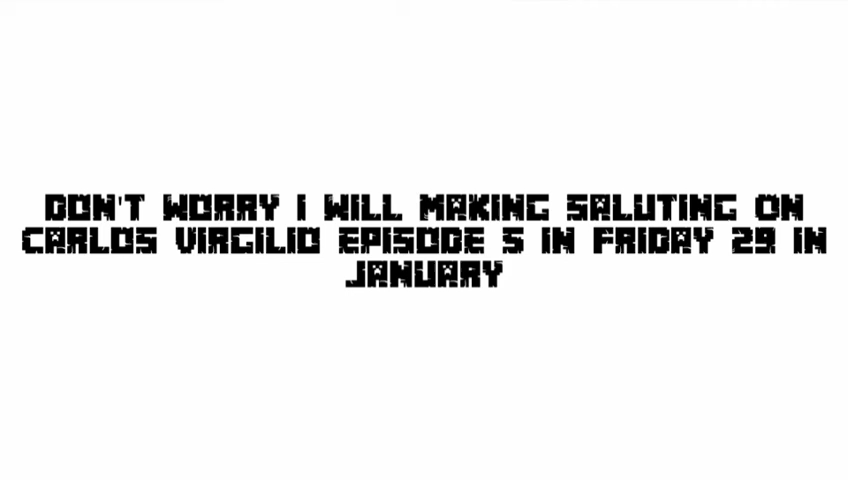 DON'T WORRY I WILL MAKING SALUTING ON
CARLOS VIRGILIO EPISODE 5 IN FRIDAY 29 IN
JANUARY